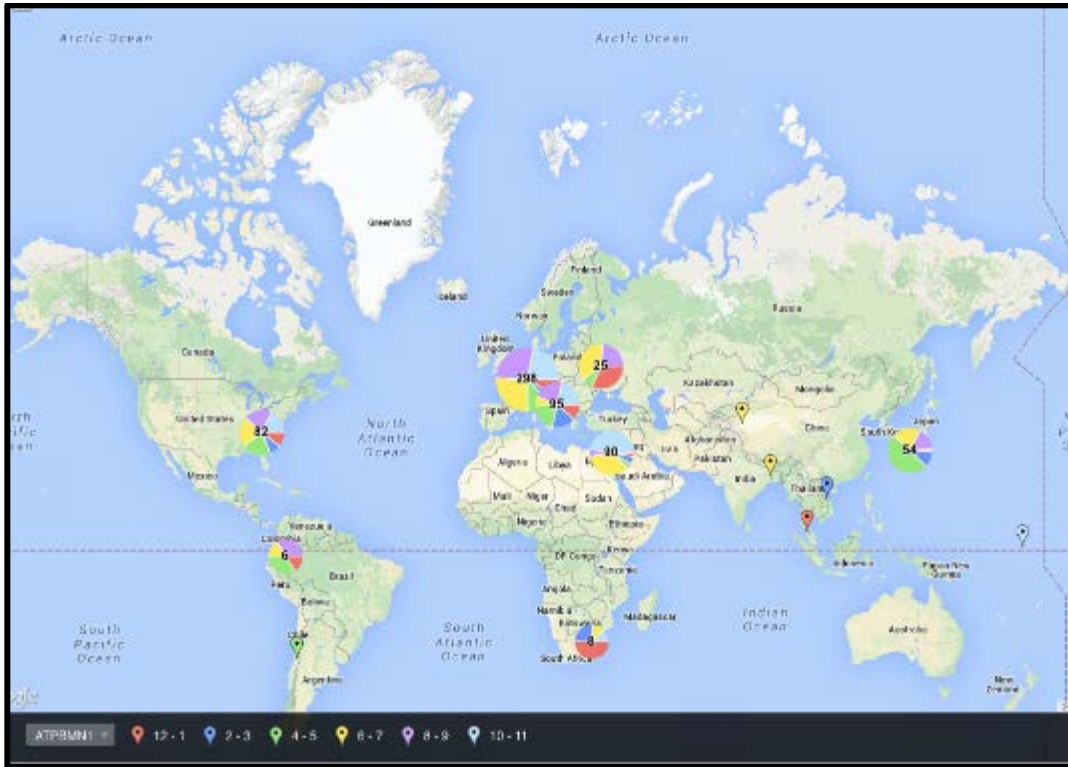 Arctic Ocean
Arctic Ocean
Greenland
Iceland
Finland
Sweden
Norway
Russia
United
Kingdom
Poland
Canada
298
25
95
Kazakhstan
Mongolia
Spain
Turkey
United States
82
North
Atlantic
Ocean
Afghanistan
Iran
Pakistan
China
South
Japan
54
Algeria
Libya
90
Saudi Arabia
Mexico
Mali
Niger
Chad
Sudan
India
Thailand
Nigeria
Ethiopia
Venezuela
Colombia
6
DR Congo
Kenya
Tanzania
Indonesia
Papua New
Guinea
Peru
Brazil
Angola
Bolivia
Namibia
Botswana
Madagascar
Indian
Ocean
South
Pacific
Ocean
Chile
South
Atlantic
Ocean
8
South Africa
Australia
Argentina
New
Zealand
ATPBMN1
12 - 1
2 - 3
4 - 5
6 - 7
8 - 9
10 - 11